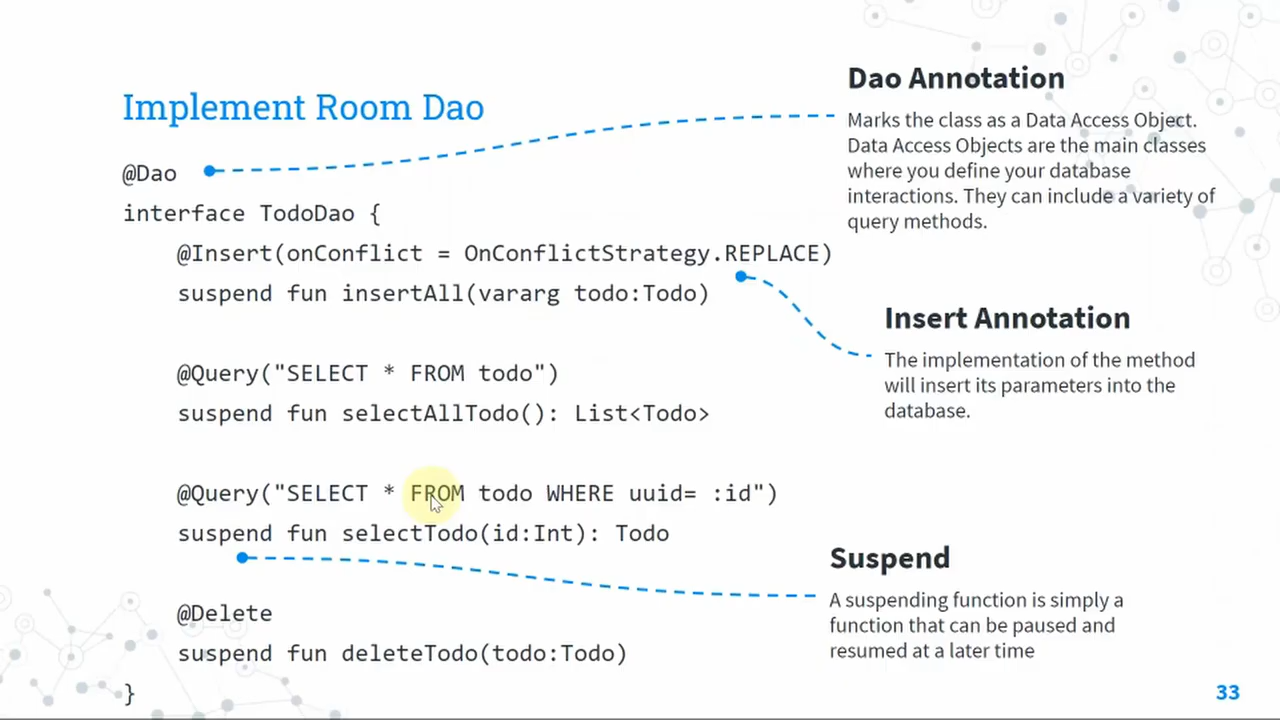 Implement Room Dao
@Dao
interface TodoDao {
@Insert(onConflict = OnConflictStrategy.REPLACE)
suspend fun insertAll(vararg todo:Todo)
@Query("SELECT * FROM todo")
suspend fun selectAllTodo(): List<Todo>
@Query("SELECT * FROM todo WHERE uuid= :id")
suspend fun selectTodo(id:Int): Todo
@Delete
suspend fun deleteTodo(todo:Todo)
}
Dao Annotation
Marks the class as a Data Access Object.
Data Access Objects are the main classes
where you define your database
interactions. They can include a variety of
query methods.
Insert Annotation
The implementation of the method
will insert its parameters into the
database.
Suspend
A suspending function is simply a
function that can be paused and
resumed at a later time
33